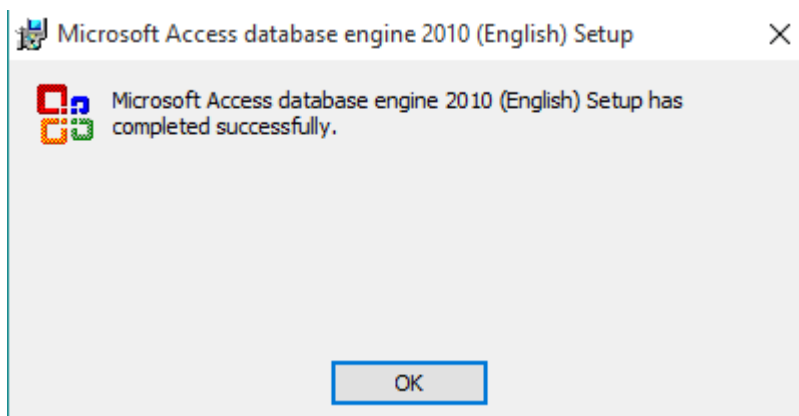 Microsoft Access database engine 2010 (English) Setup
Microsoft Access database engine 2010 (English) Setup has
completed successfully.
OK